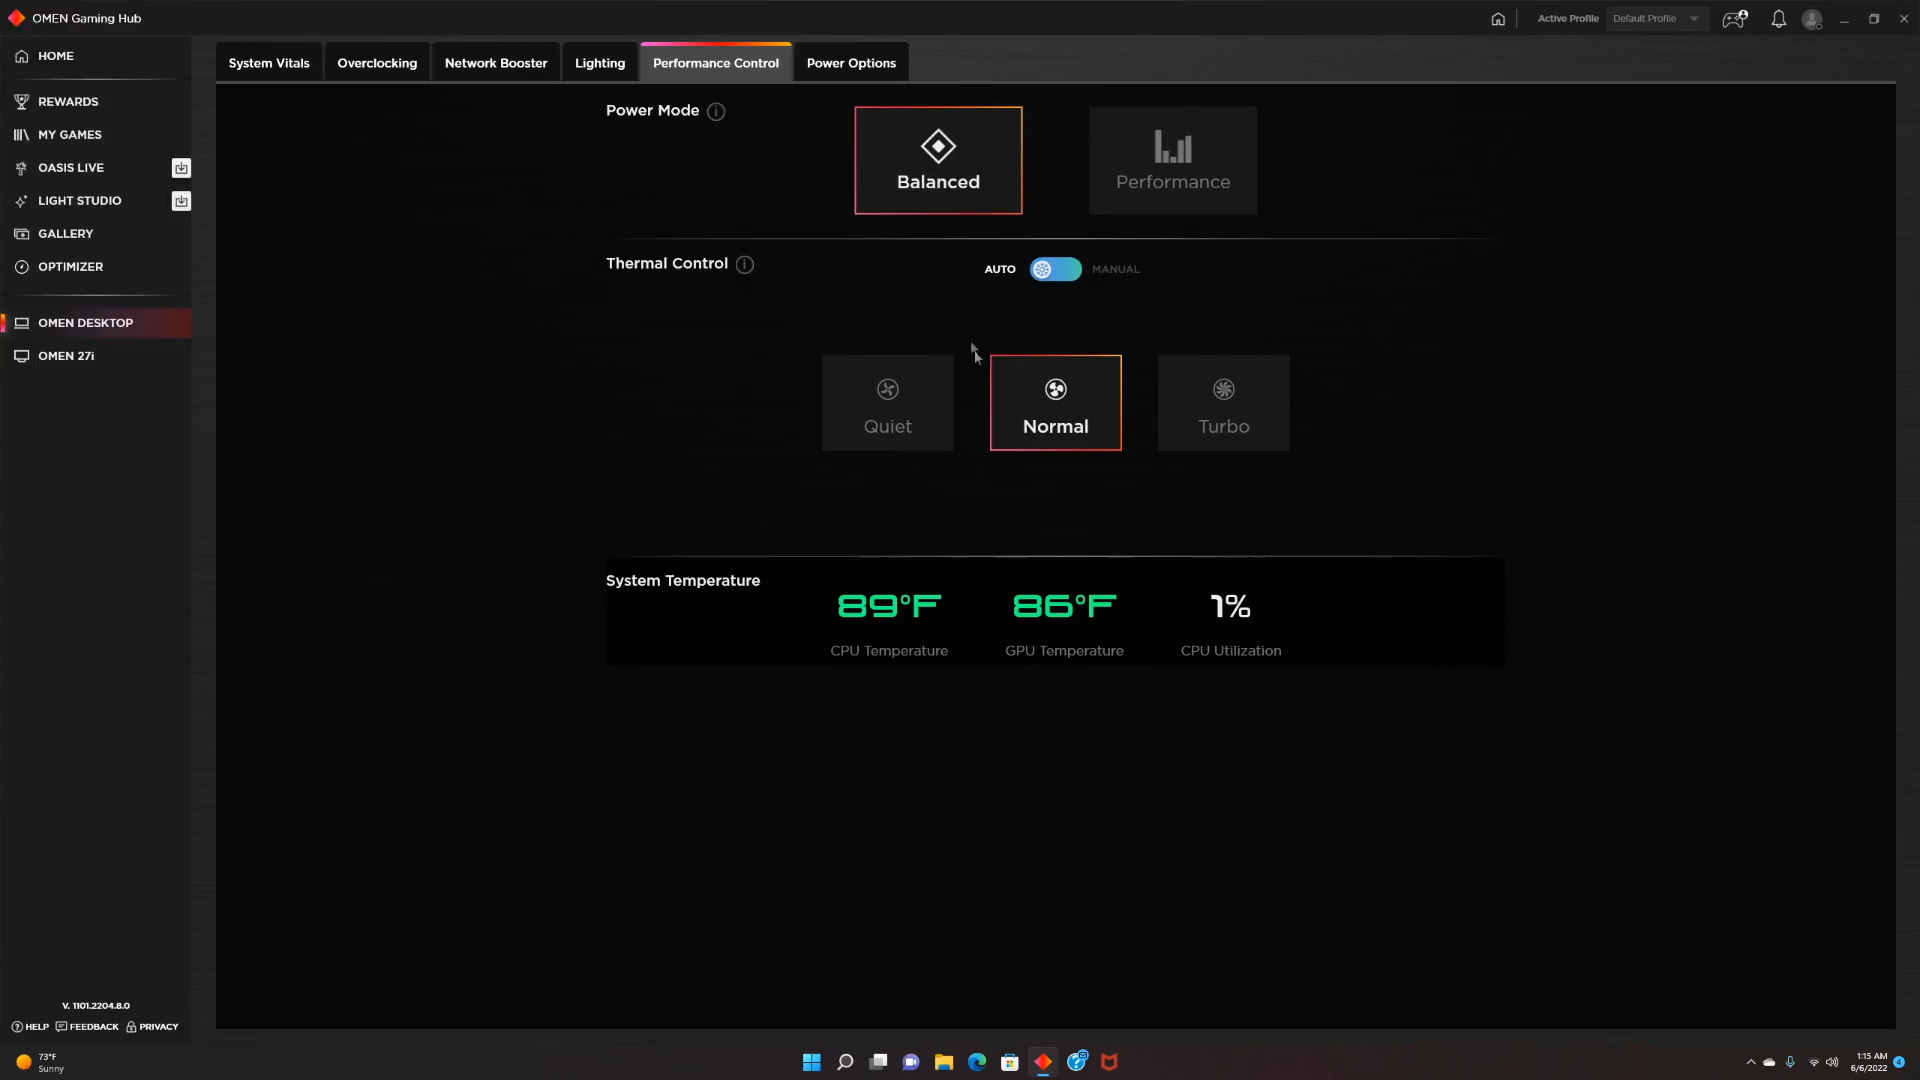 OMEN Gaming Hub
Active Profile
Default Profile
HOME
REWARDS
MY GAMES
OASIS LIVE
LIGHT STUDIO
GALLERY
OPTIMIZER
OMEN DESKTOP
OMEN 27i
System Vitals
Overclocking
Network Booster
Lighting
Performance Control
Power Options
Power Mode
Balanced
Performance
Thermal Control
AUTO
MANUAL
Quiet
Normal
Turbo
System Temperature
89°F
86°F
1%
CPU Temperature
GPU Temperature
CPU Utilization
V. 1101.2204.8.0
HELP
FEEDBACK
PRIVACY
73°F
Sunny
1:15 AM
6/6/2022
4